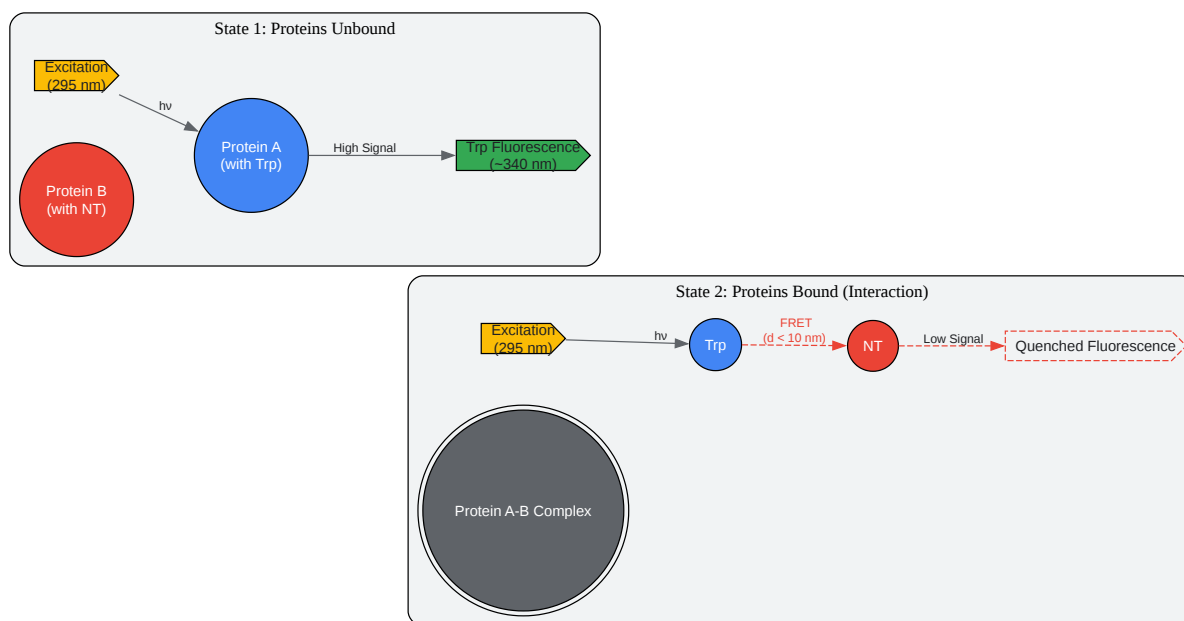 State 1: Proteins Unbound
Excitation
(295 nm)
hν
Protein A
(with Trp)
High Signal
Trp Fluorescence
(~340 nm)
Protein B
(with NT)
State 2: Proteins Bound (Interaction)
Excitation
(295 nm)
hν
Trp
FRET
(d < 10 nm)
NT
Low Signal
Quenched Fluorescence
Protein A-B Complex